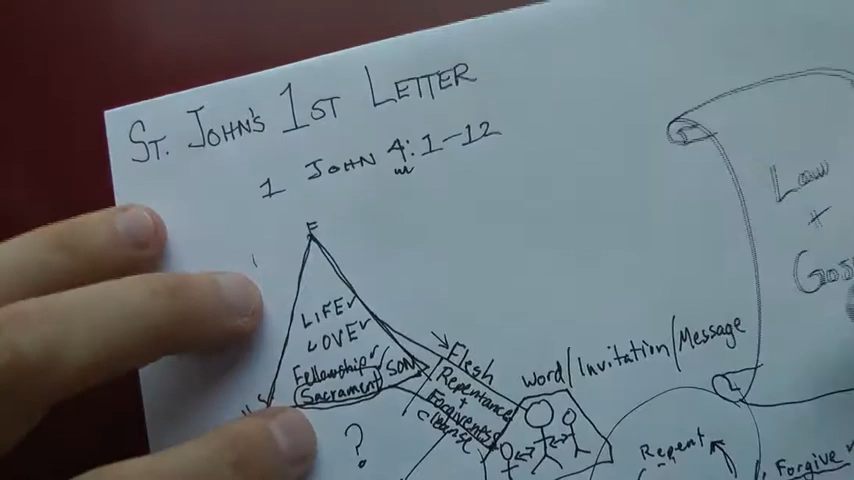 ST. JOHN'S 1ST LETTER
1 JOHN 4:1-12
Law
+
F
LIFE✓
LOVE✓
Fellowship✓
Sacrament
SON
Flesh
Repentance
+
Forgiveness
Cleanse
Word/Invitation/Message
?
Repent
Forgive✓